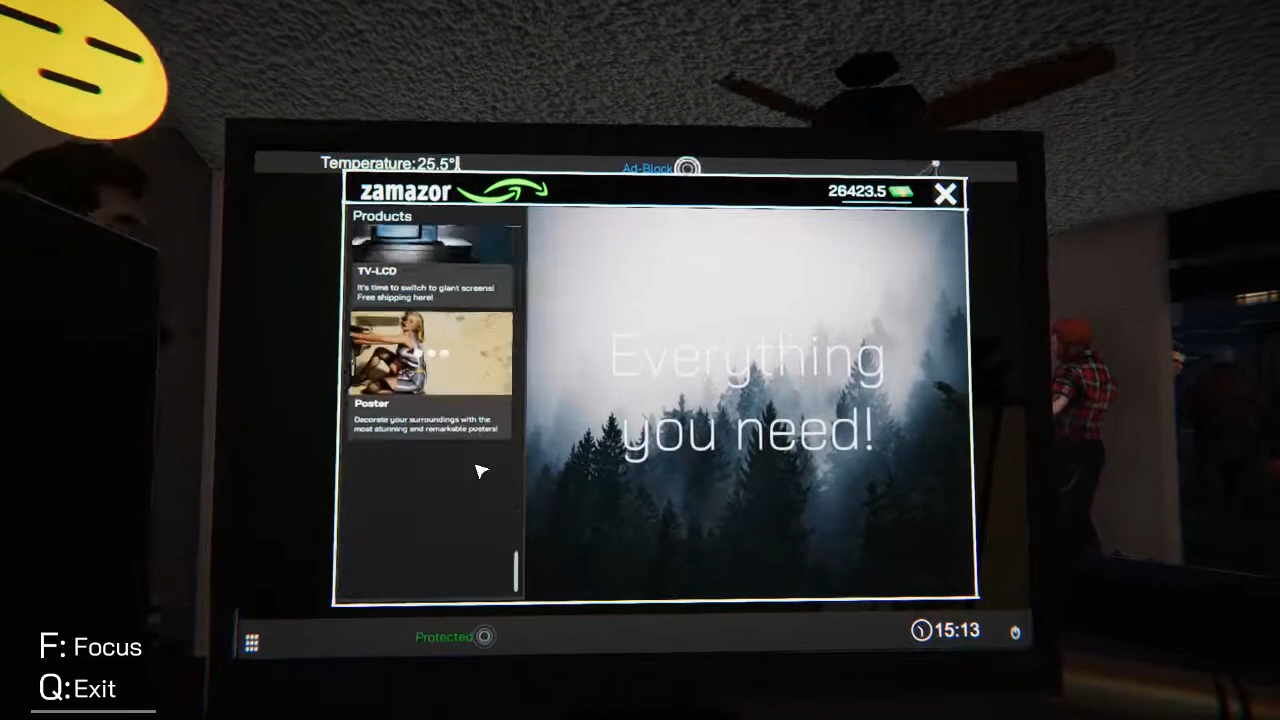 Temperature: 25.5°
Ad-Block
zamazor
26423.5
Products
TV-LCD
It's time to switch to giant screens!
Free shipping here!
Poster
Decorate your surroundings with the
most stunning and remarkable posters!
Everything
you need!
Protected
15:13
F: Focus
Q: Exit